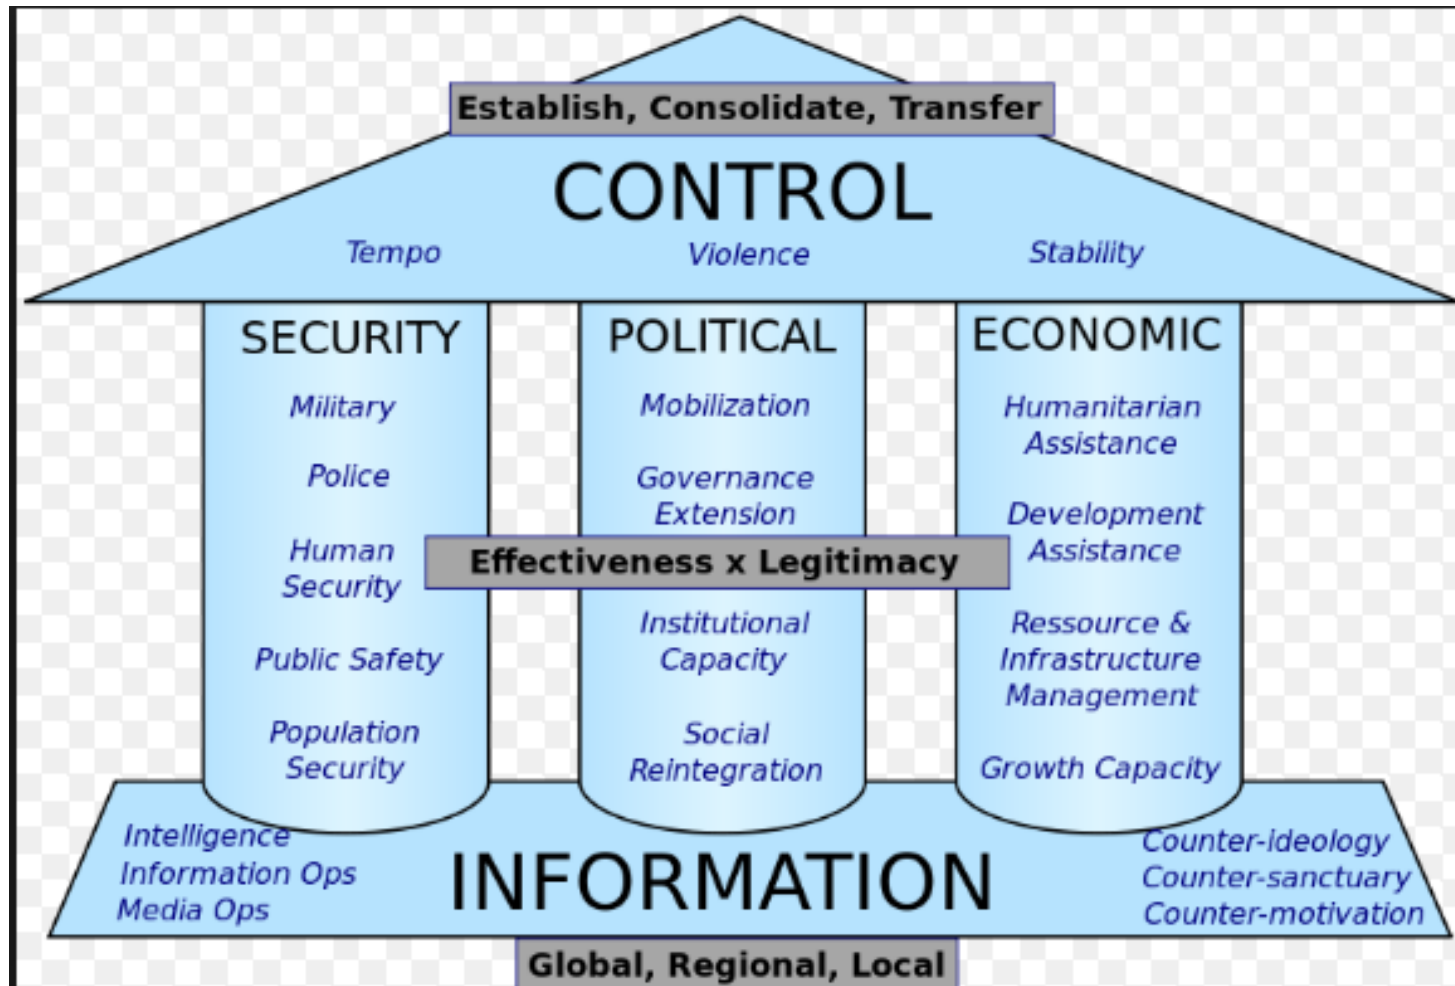 Establish, Consolidate, Transfer
CONTROL
Tempo
Violence
Stability
SECURITY
Military
Police
Human
Security
Public Safety
Population
Security
POLITICAL
Mobilization
Governance
Extension
Effectiveness x Legitimacy
Institutional
Capacity
Social
Reintegration
ECONOMIC
Humanitarian
Assistance
Development
Assistance
Ressource &
Infrastructure
Management
Growth Capacity
Intelligence
Information Ops
Media Ops
INFORMATION
Counter-ideology
Counter-sanctuary
Counter-motivation
Global, Regional, Local